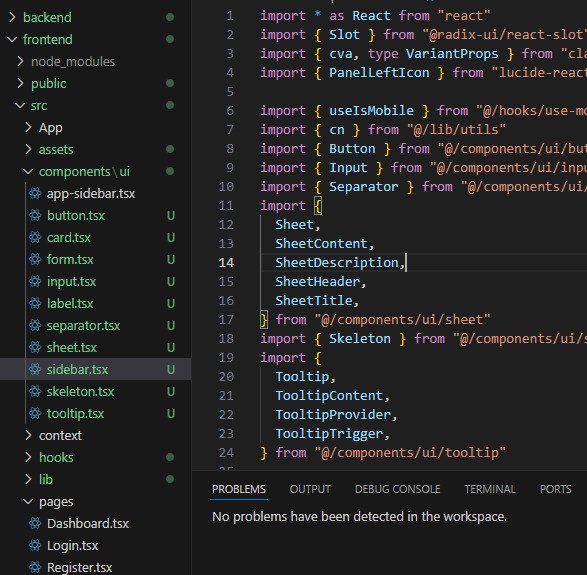 backend
frontend
node_modules
public
src
App
assets
components\ui
app-sidebar.tsx
button.tsx U
card.tsx U
form.tsx U
input.tsx U
label.tsx U
separator.tsx U
sheet.tsx U
sidebar.tsx U
skeleton.tsx U
tooltip.tsx U
context
hooks
lib
pages
Dashboard.tsx
Login.tsx
Register.tsx
1 import * as React from "react"
2 import { Slot } from "@radix-ui/react-slot"
3 import { cva, type VariantProps } from "cla
4 import { PanelLeftIcon } from "lucide-react
5
6 import { useIsMobile } from "@/hooks/use-mo
7 import { cn } from "@/lib/utils"
8 import { Button } from "@/components/ui/but
9 import { Input } from "@/components/ui/inpu
10 import { Separator } from "@/components/ui/
11 import {
12 Sheet,
13 SheetContent,
14 SheetDescription,
15 SheetHeader,
16 SheetTitle,
17 } from "@/components/ui/sheet"
18 import { Skeleton } from "@/components/ui/s
19 import {
20 Tooltip,
21 TooltipContent,
22 TooltipProvider,
23 TooltipTrigger,
24 } from "@/components/ui/tooltip"
PROBLEMS OUTPUT DEBUG CONSOLE TERMINAL PORTS
No problems have been detected in the workspace.